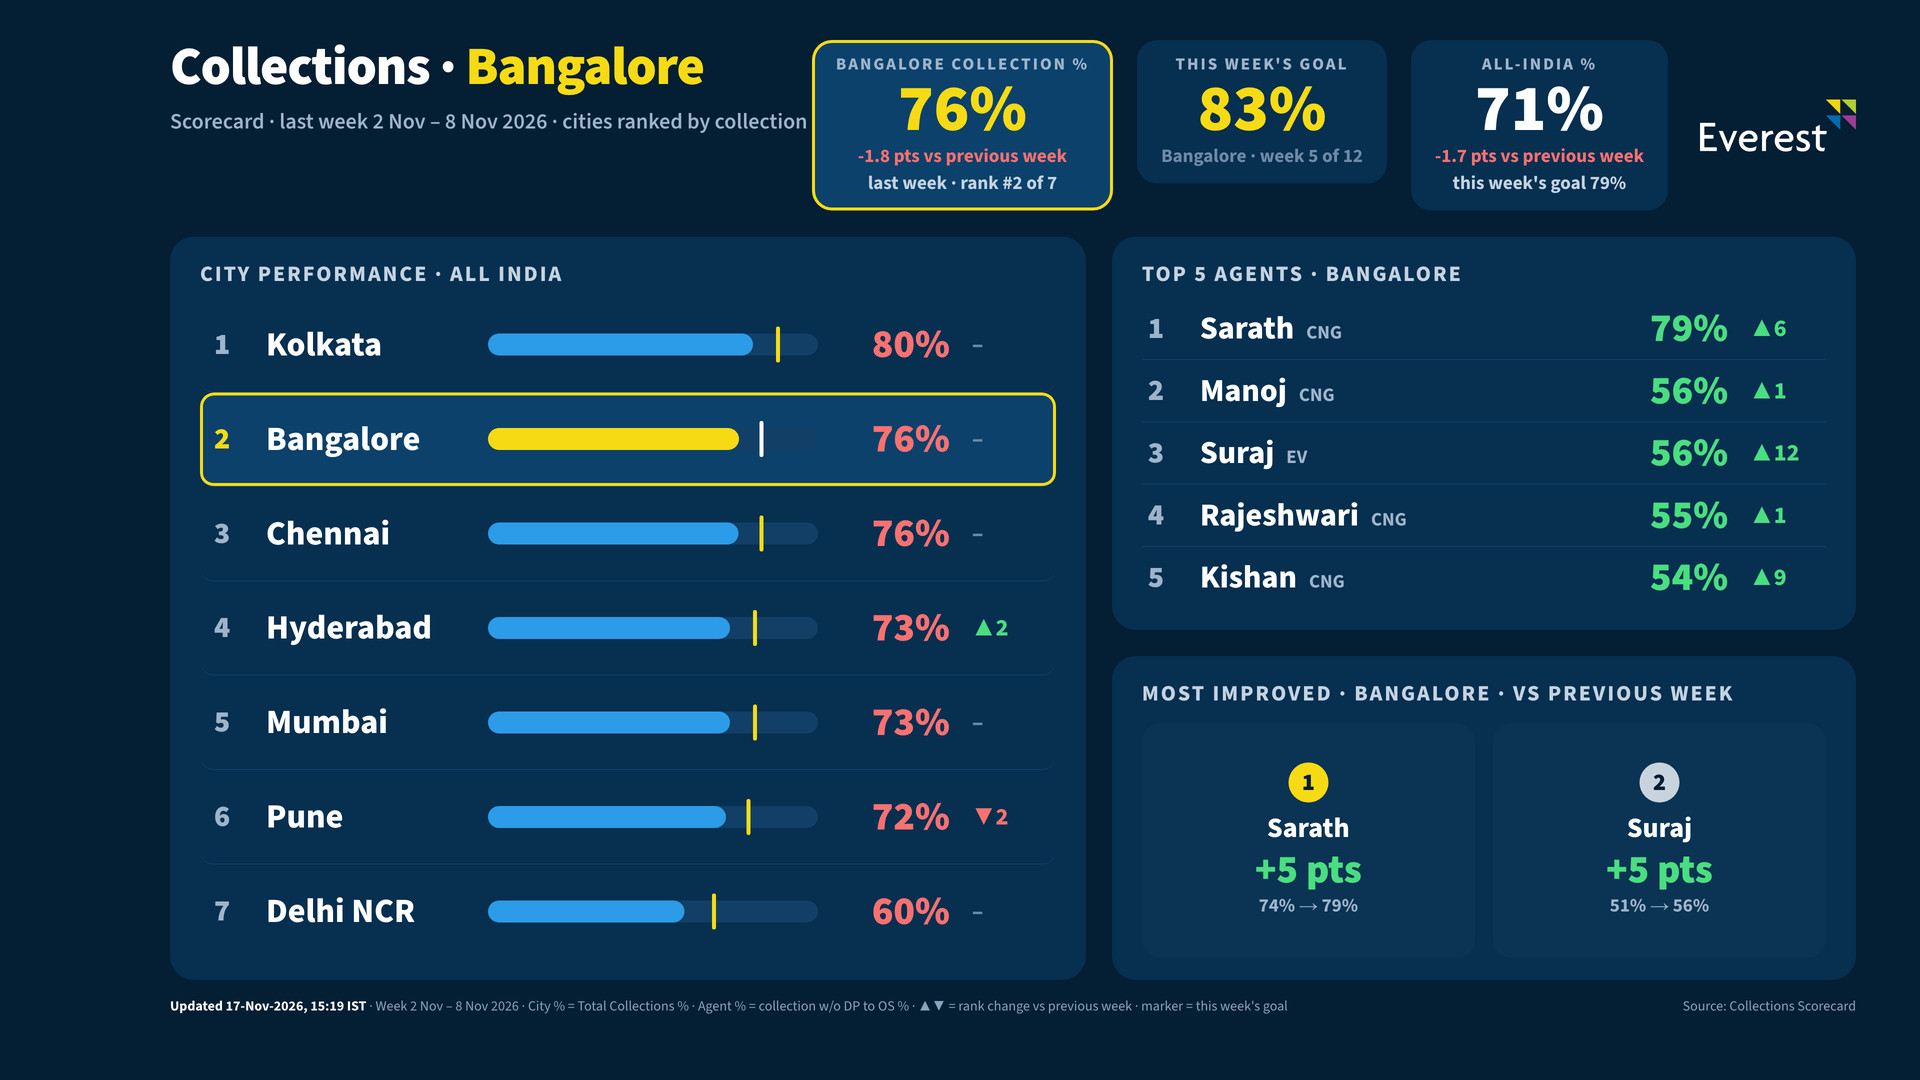 Collections · Bangalore
Scorecard · last week 2 Nov – 8 Nov 2026 · cities ranked by collection
BANGALORE COLLECTION %
76%
-1.8 pts vs previous week
last week · rank #2 of 7
THIS WEEK'S GOAL
83%
Bangalore · week 5 of 12
ALL-INDIA %
71%
-1.7 pts vs previous week
this week's goal 79%
Everest
CITY PERFORMANCE · ALL INDIA
1 Kolkata 80% –
2 Bangalore 76% –
3 Chennai 76% –
4 Hyderabad 73% ▲2
5 Mumbai 73% –
6 Pune 72% ▼2
7 Delhi NCR 60% –
TOP 5 AGENTS · BANGALORE
1 Sarath CNG 79% ▲6
2 Manoj CNG 56% ▲1
3 Suraj EV 56% ▲12
4 Rajeshwari CNG 55% ▲1
5 Kishan CNG 54% ▲9
MOST IMPROVED · BANGALORE · VS PREVIOUS WEEK
1
Sarath
+5 pts
74% → 79%
2
Suraj
+5 pts
51% → 56%
Updated 17-Nov-2026, 15:19 IST · Week 2 Nov – 8 Nov 2026 · City % = Total Collections % · Agent % = collection w/o DP to OS % · ▲▼ = rank change vs previous week · marker = this week's goal
Source: Collections Scorecard